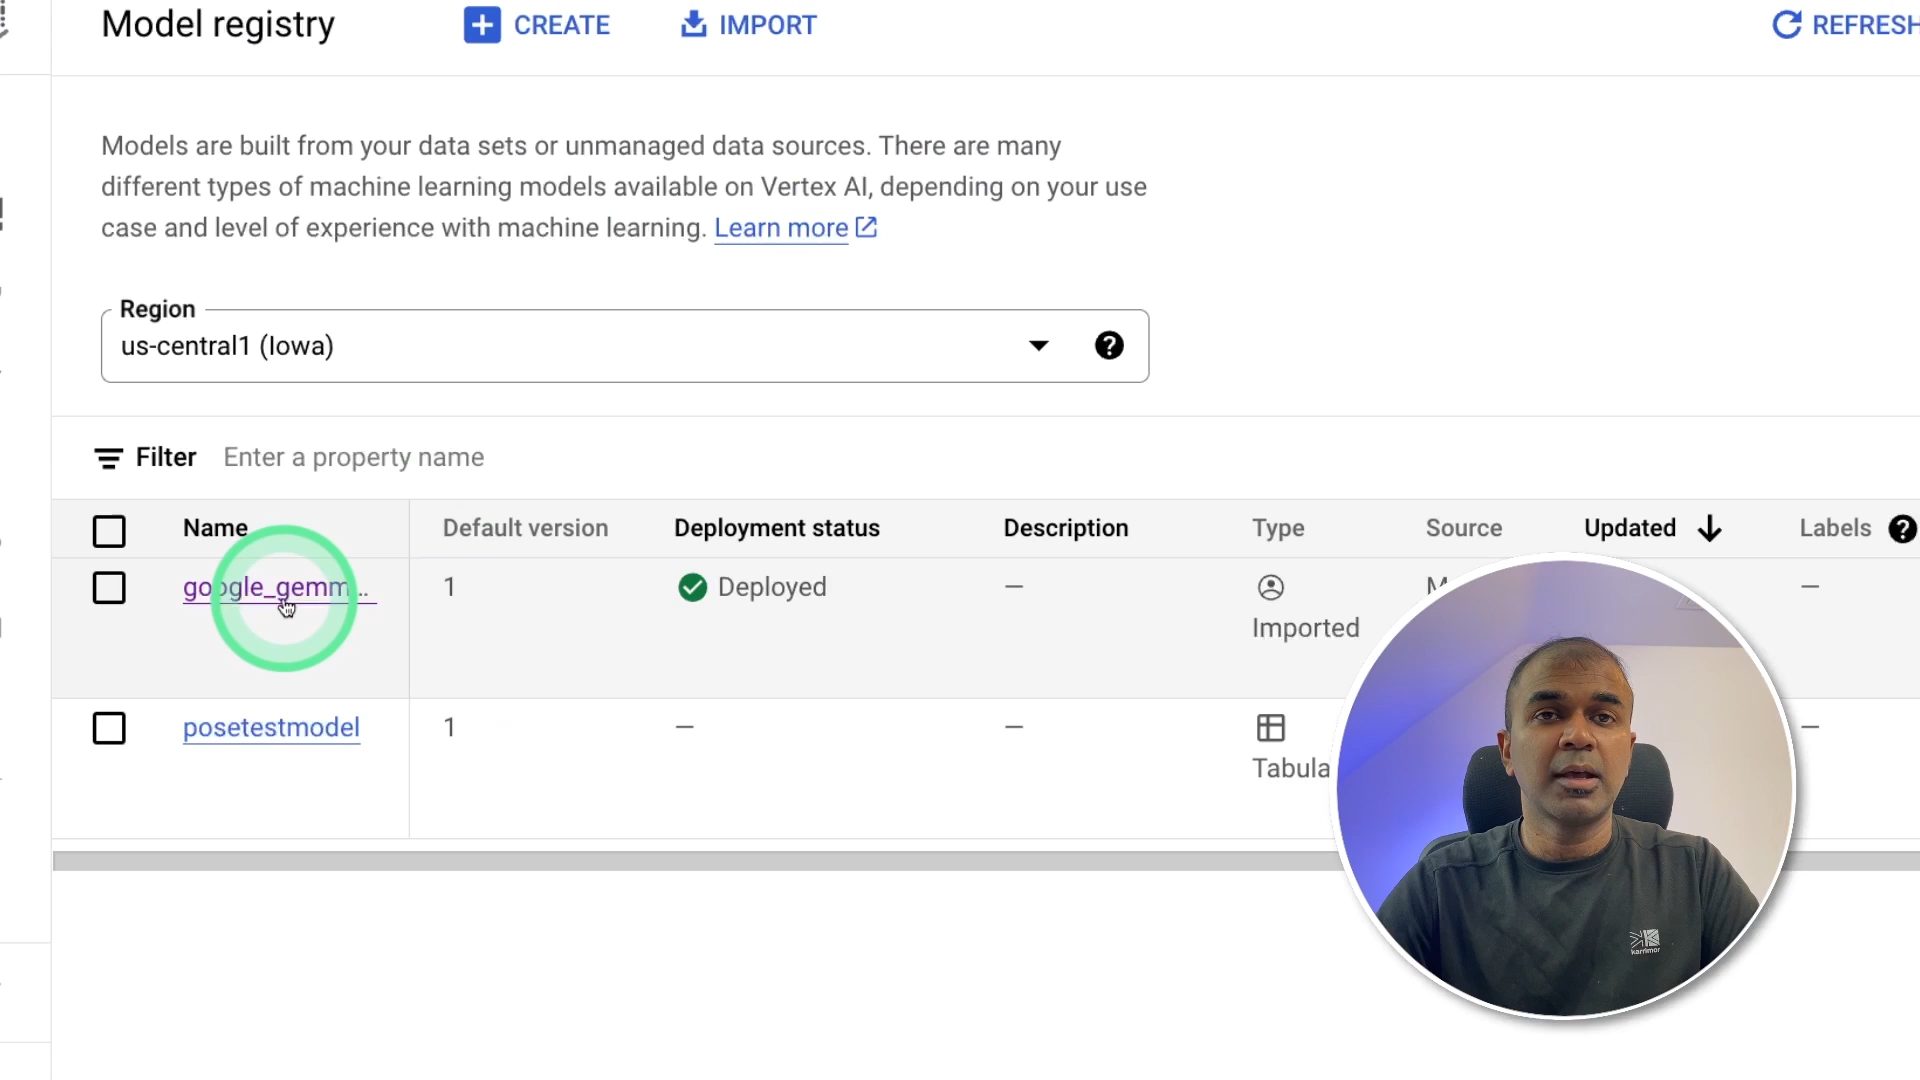 Model registry
CREATE
IMPORT
REFRESH
Models are built from your data sets or unmanaged data sources. There are many
different types of machine learning models available on Vertex AI, depending on your use
case and level of experience with machine learning. Learn more
Region
us-central1 (Iowa)
Filter Enter a property name
Name Default version Deployment status Description Type Source Updated Labels
google_gemm... 1 Deployed — Imported —
posetestmodel 1 — — Tabula —
karrimor